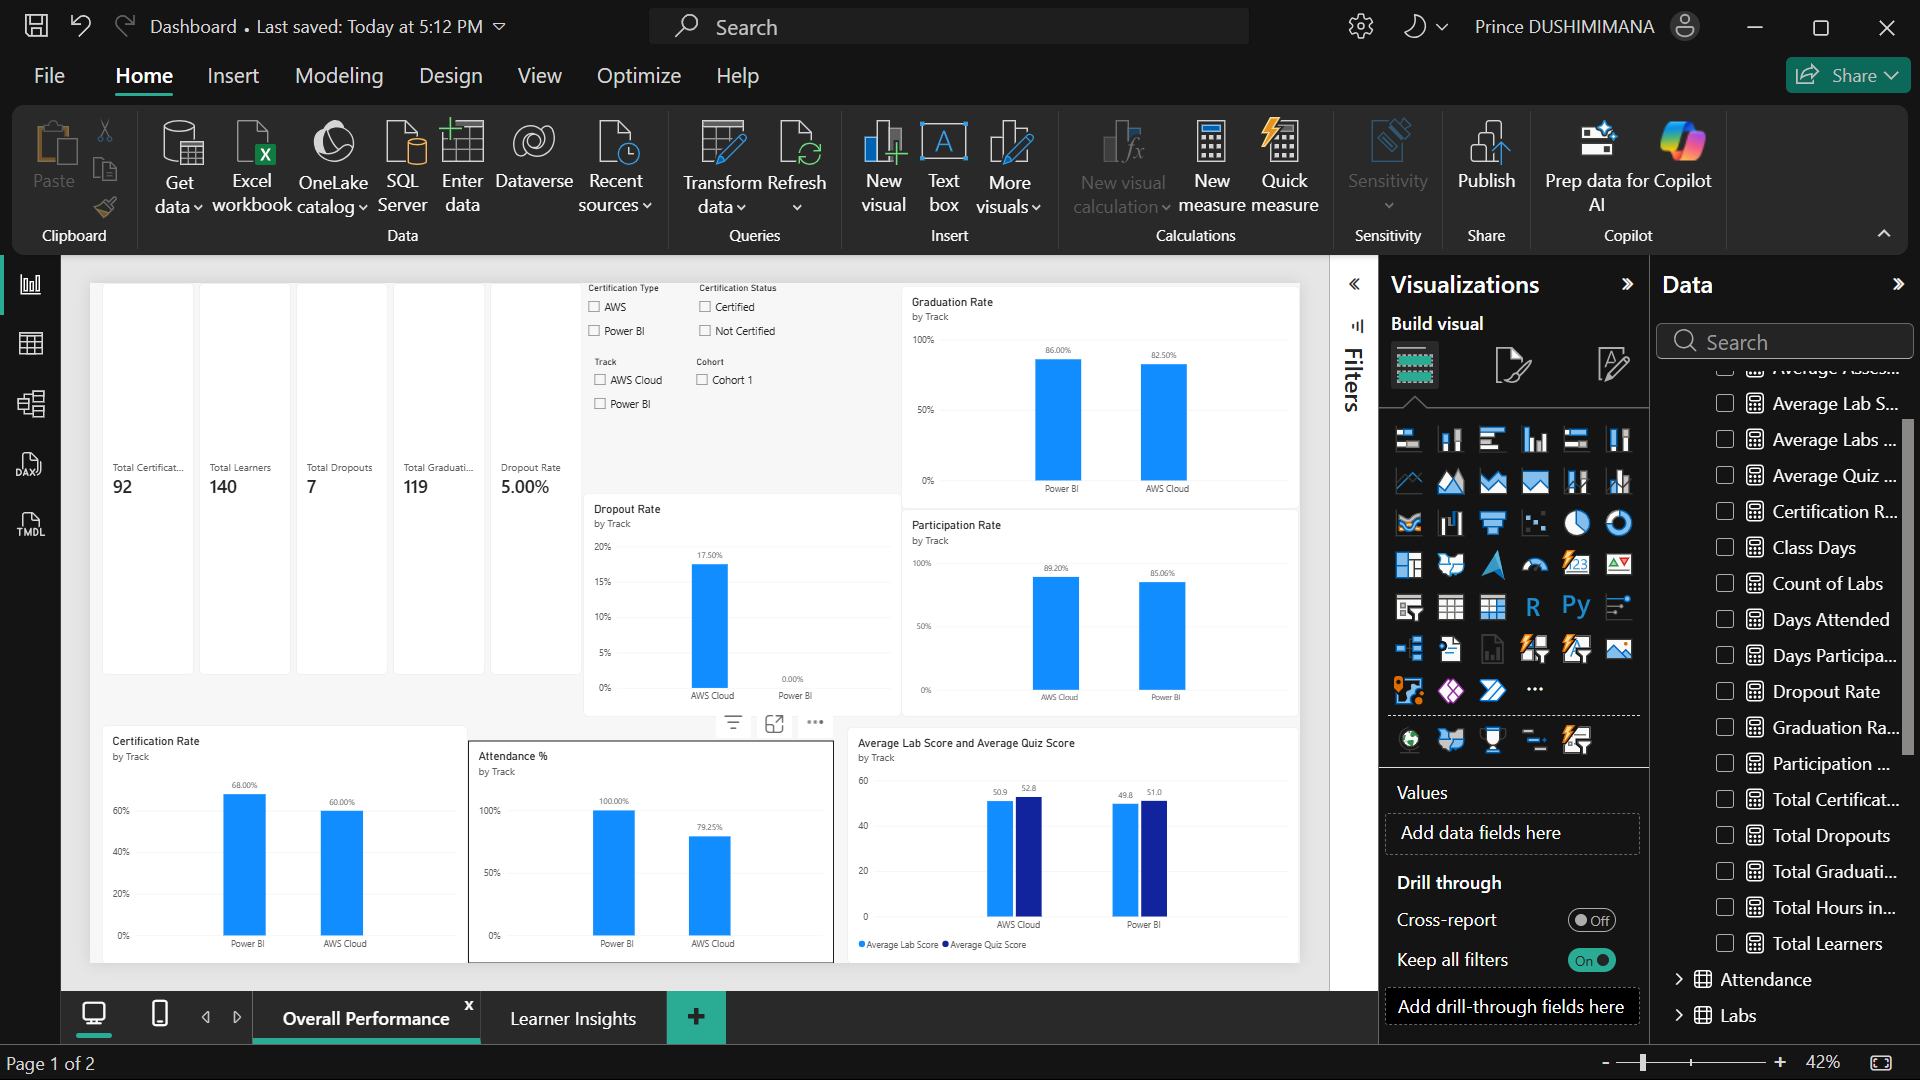 Dashboard • Last saved: Today at 5:12 PM
Search
Prince DUSHIMIMANA
File
Home
Insert
Modeling
Design
View
Optimize
Help
Share
Paste
Get data
Excel workbook
OneLake catalog
SQL Server
Enter data
Dataverse
Recent sources
Transform data
Refresh
New visual
Text box
More visuals
New visual calculation
New measure
Quick measure
Sensitivity
Publish
Prep data for AI
Copilot
Clipboard
Data
Queries
Insert
Calculations
Sensitivity
Share
Copilot
DAX
TMDL
Total Certificat...
92
Total Learners
140
Total Dropouts
7
Total Graduati...
119
Dropout Rate
5.00%
Certification Type
AWS
Power BI
Certification Status
Certified
Not Certified
Track
AWS Cloud
Power BI
Cohort
Cohort 1
Graduation Rate
by Track
100%
50%
0%
86.00%
82.50%
Power BI
AWS Cloud
Dropout Rate
by Track
20%
15%
10%
5%
0%
17.50%
0.00%
AWS Cloud
Power BI
Participation Rate
by Track
100%
50%
0%
89.20%
85.06%
AWS Cloud
Power BI
Certification Rate
by Track
60%
40%
20%
0%
68.00%
60.00%
Power BI
AWS Cloud
Attendance %
by Track
100%
50%
0%
100.00%
79.25%
Power BI
AWS Cloud
Average Lab Score and Average Quiz Score
by Track
60
40
20
0
50.9
52.8
49.8
51.0
AWS Cloud
Power BI
Average Lab Score
Average Quiz Score
Filters
Visualizations
Build visual
123
R
Py
Values
Add data fields here
Drill through
Cross-report
Off
Keep all filters
On
Add drill-through fields here
Data
Search
Average Asses...
Average Lab S...
Average Labs ...
Average Quiz ...
Certification R...
Class Days
Count of Labs
Days Attended
Days Participa...
Dropout Rate
Graduation Ra...
Participation ...
Total Certificat...
Total Dropouts
Total Graduati...
Total Hours in...
Total Learners
Attendance
Labs
Overall Performance
x
Learner Insights
+
Page 1 of 2
-
+
42%